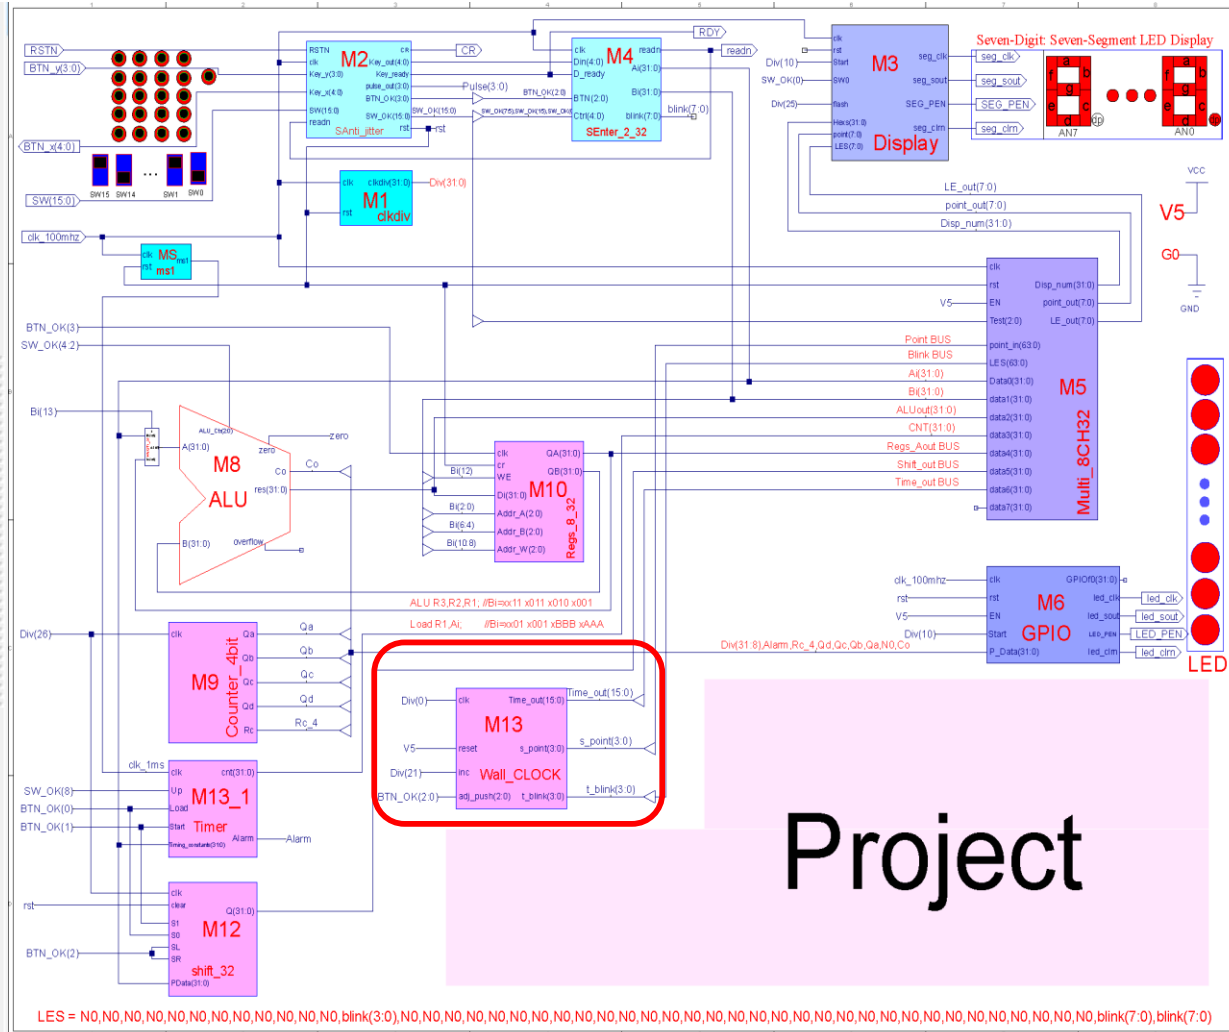 RSTN
BTN_y(3:0)
BTN_x(4:0)
SW15 SW14 ... SW1 SW0
SW(15:0)
clk_100mhz
RSTN
clk
Key_y(3:0)
Key_x(4:0)
SW(15:0)
readn
M2
CR
Key_out(4:0)
Key_ready
pulse_out(3:0)
BTN_OK(3:0)
SW_OK(15:0)
rst
SAnti_jitter
CR
Pulse(3:0)
BTN_OK(2:0)
SW_OK(15:0)
rst
clk
Din(4:0)
D_ready
BTN(2:0)
Ctrl(4:0)
M4
readn
Ai(31:0)
Bi(31:0)
blink(7:0)
SEnter_2_32
RDY
readn
blink(7:0)
Div(10)
SW_OK(0)
Div(25)
clk
rst
Start
SW0
flash
Hexs(31:0)
point(7:0)
LES(7:0)
M3
seg_clk
seg_sout
SEG_PEN
seg_clrn
Display
Seven-Digit: Seven-Segment LED Display
seg_clk
seg_sout
SEG_PEN
seg_clrn
a
f b
g
e c
d
dp
AN7
a
f b
g
e c
d
AN0
clk
rst
clkdiv(31:0)
M1
clkdiv
Div(31:0)
clk
rst
MS
ms1
ms1
LE_out(7:0)
point_out(7:0)
Disp_num(31:0)
VCC
V5
G0
GND
V5
Point BUS
Blink BUS
Ai(31:0)
Bi(31:0)
ALUout(31:0)
CNT(31:0)
Regs_Aout BUS
Shift_out BUS
Time_out BUS
clk
rst
EN
Test(2:0)
point_in(63:0)
LES(63:0)
Data0(31:0)
data1(31:0)
data2(31:0)
data3(31:0)
data4(31:0)
data5(31:0)
data6(31:0)
data7(31:0)
Disp_num(31:0)
point_out(7:0)
LE_out(7:0)
M5
Multi_8CH32
BTN_OK(3)
SW_OK(4:2)
Bi(13)
A(31:0)
B(31:0)
M8
ALU
zero
Co
res(31:0)
overflow
zero
Co
Bi(12)
Bi(2:0)
Bi(6:4)
Bi(10:8)
clk
cr
WE
Di(31:0)
Addr_A(2:0)
Addr_B(2:0)
Addr_W(2:0)
QA(31:0)
QB(31:0)
M10
Regs_8_32
ALU R3,R2,R1, //Bi=xx11 x011 x010 x001
Load R1,Ai; //Bi=xx01 x001 xBBB xAAA
Div(26)
clk
Qa
Qb
Qc
Qd
Rc
M9
Counter_4bit
Qa
Qb
Qc
Qd
Rc_4
clk_100mhz
rst
V5
Div(10)
Div(31:8),Alarm,Rc_4,Qd,Qc,Qb,Qa,N0,Co
clk
rst
EN
Start
P_Data(31:0)
GPIOf0(31:0)
led_clk
led_sout
LED_PEN
led_clrn
M6
GPIO
led_clk
led_sout
LED_PEN
led_clrn
LED
Div(0)
V5
Div(21)
BTN_OK(2:0)
clk
reset
inc
adj_push(2:0)
Time_out(15:0)
s_point(3:0)
t_blink(3:0)
M13
Wall_CLOCK
Time_out(15:0)
s_point(3:0)
t_blink(3:0)
clk_1ms
SW_OK(8)
BTN_OK(0)
BTN_OK(1)
clk
Up
Load
Start
Timing_constants(31:0)
cnt(31:0)
Alarm
M13_1
Timer
Alarm
rst
BTN_OK(2)
clk
clear
S1
S0
SL
SR
PData(31:0)
Q(31:0)
M12
shift_32
Project
LES = N0,N0,N0,N0,N0,N0,N0,N0,N0,N0,N0,blink(3:0),N0,N0,N0,N0,N0,N0,N0,N0,N0,N0,N0,N0,N0,N0,N0,N0,N0,N0,N0,N0,N0,N0,N0,N0,N0,N0,N0,N0,N0,N0,blink(7:0),blink(7:0)